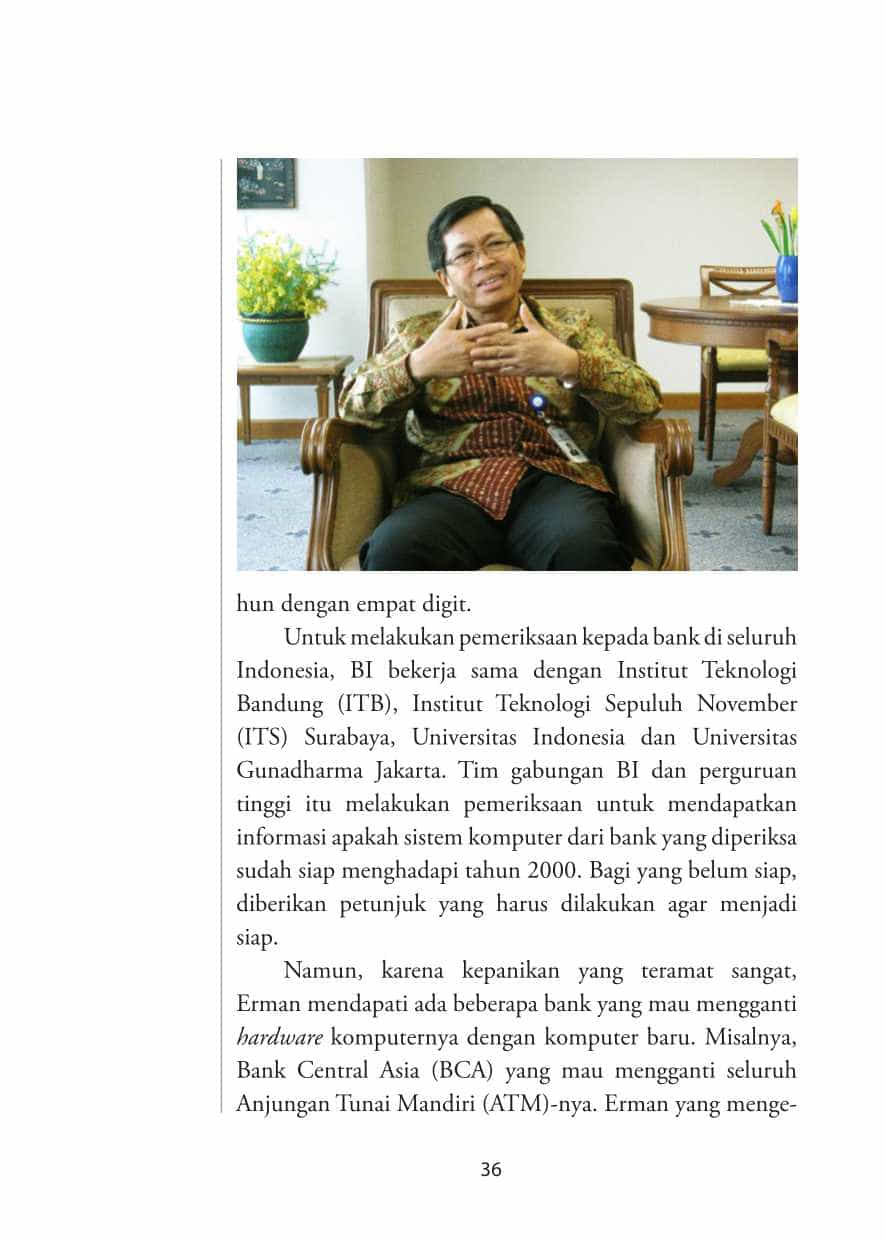 hun dengan empat digit.
Untuk melakukan pemeriksaan kepada bank di seluruh
Indonesia, BI bekerja sama dengan Institut Teknologi
Bandung (ITB), Institut Teknologi Sepuluh November
(ITS) Surabaya, Universitas Indonesia dan Universitas
Gunadharma Jakarta. Tim gabungan BI dan perguruan
tinggi itu melakukan pemeriksaan untuk mendapatkan
informasi apakah sistem komputer dari bank yang diperiksa
sudah siap menghadapi tahun 2000. Bagi yang belum siap,
diberikan petunjuk yang harus dilakukan agar menjadi
siap.
Namun, karena kepanikan yang teramat sangat,
Erman mendapati ada beberapa bank yang mau mengganti
hardware komputernya dengan komputer baru. Misalnya,
Bank Central Asia (BCA) yang mau mengganti seluruh
Anjungan Tunai Mandiri (ATM)-nya. Erman yang menge-
36